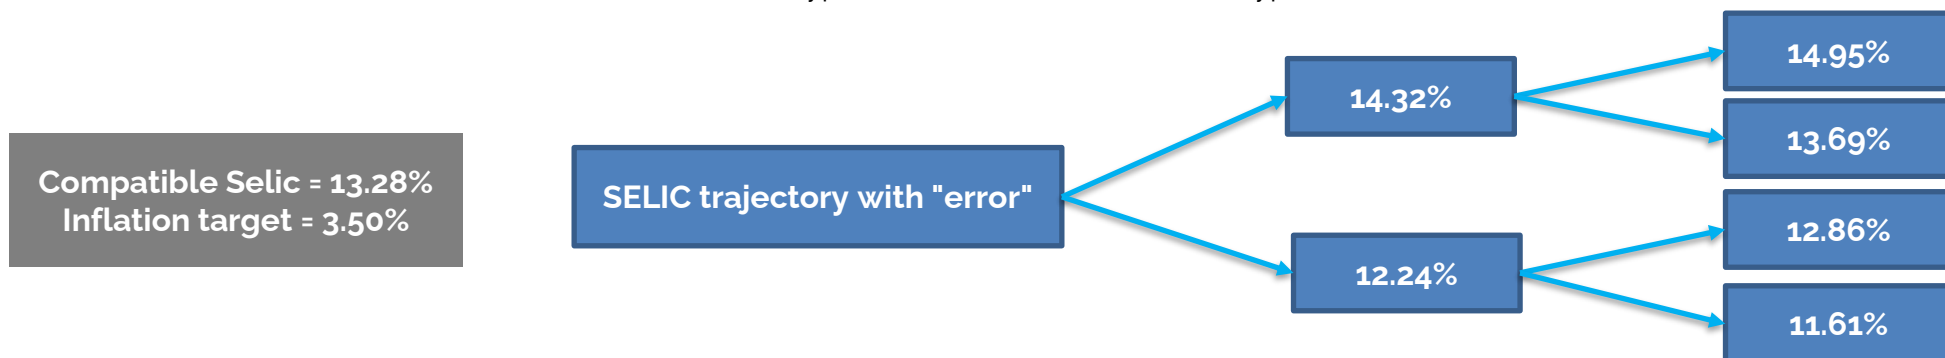 Compatible Selic = 13.28%
Inflation target = 3.50%
SELIC trajectory with "error"
14.32%
12.24%
14.95%
13.69%
12.86%
11.61%